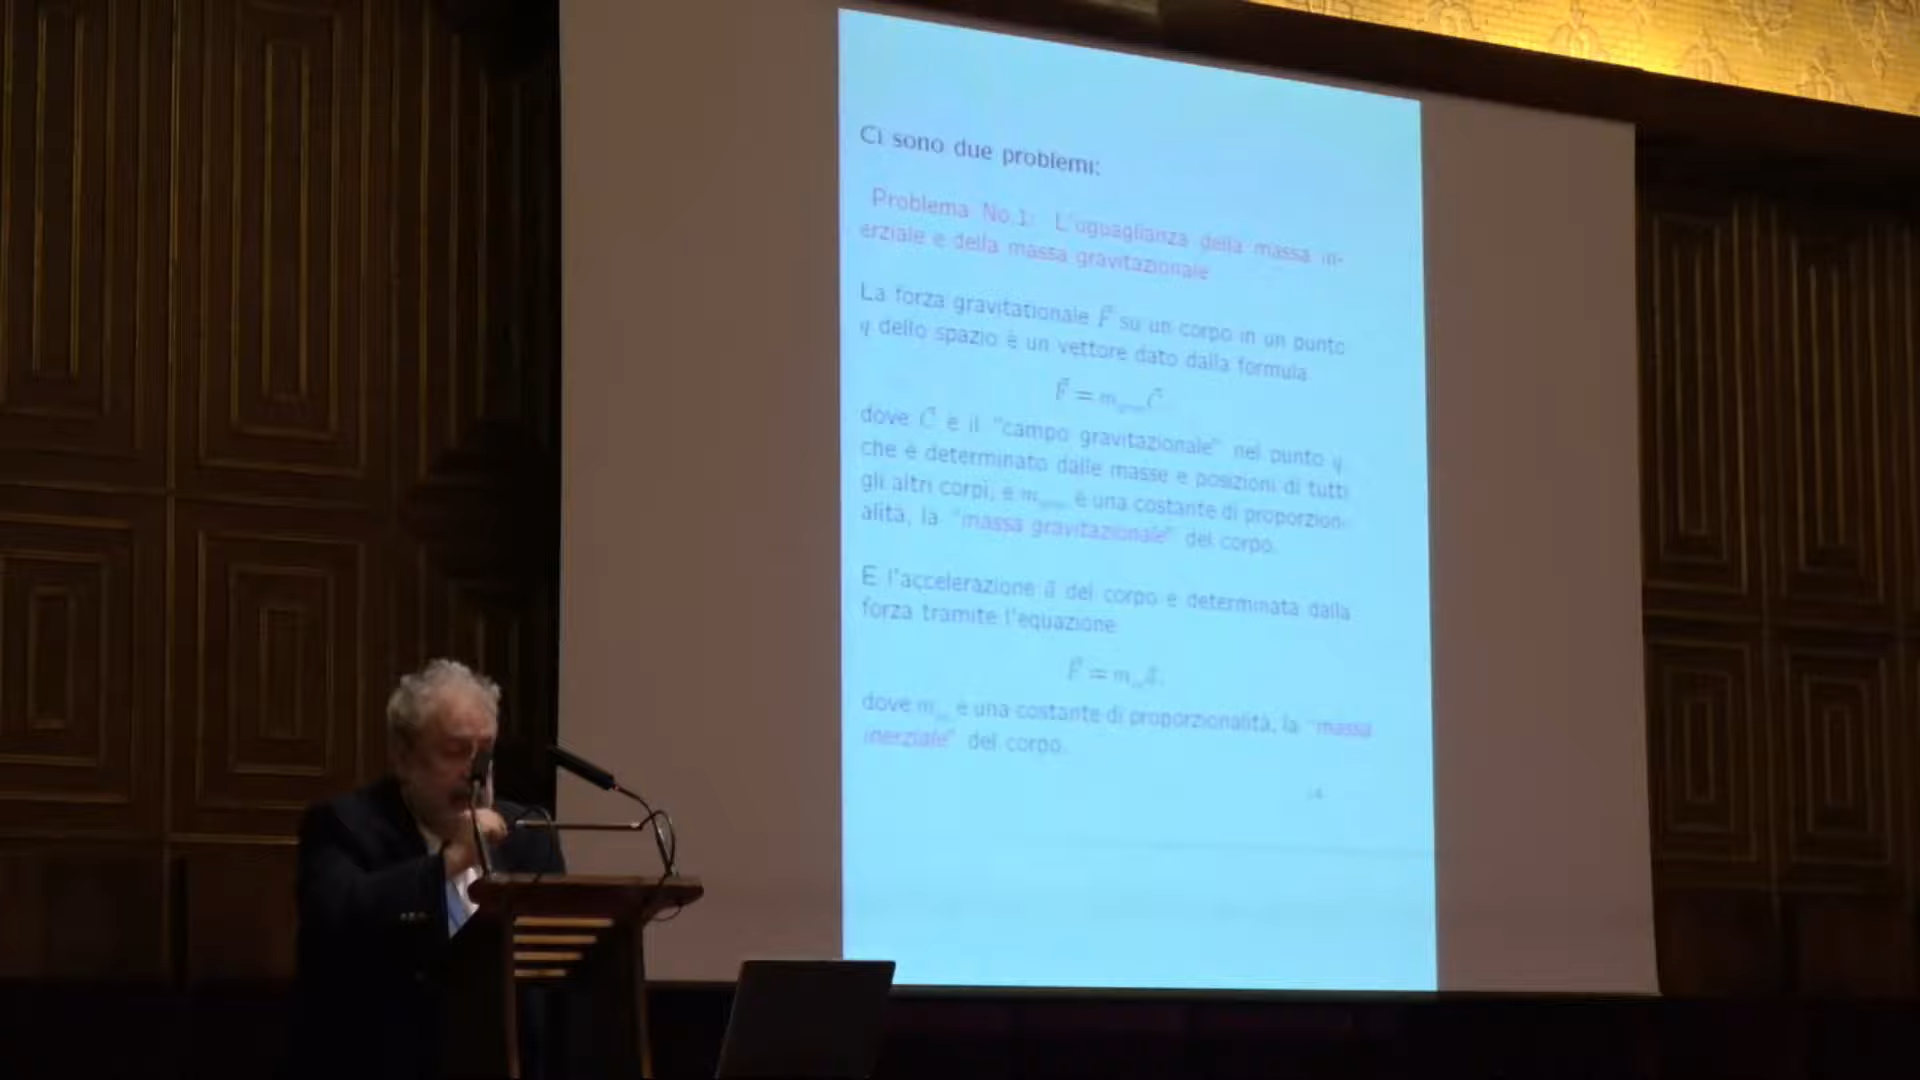 Ci sono due problemi:
Problema No.1: L'uguaglianza della massa in-
erziale e della massa gravitazionale
La forza gravitationale F⃗ su un corpo in un punto
q dello spazio è un vettore dato dalla formula
F⃗ = m C⃗
dove C⃗ è il "campo gravitazionale" nel punto q
che è determinato dalle masse e posizioni di tutti
gli altri corpi, e m è una costante di proporzion-
alità, la "massa gravitazionale" del corpo.
E l'accelerazione a⃗ del corpo è determinata dalla
forza tramite l'equazione
F⃗ = m a⃗,
dove m è una costante di proporzionalità, la "massa
inerziale" del corpo.